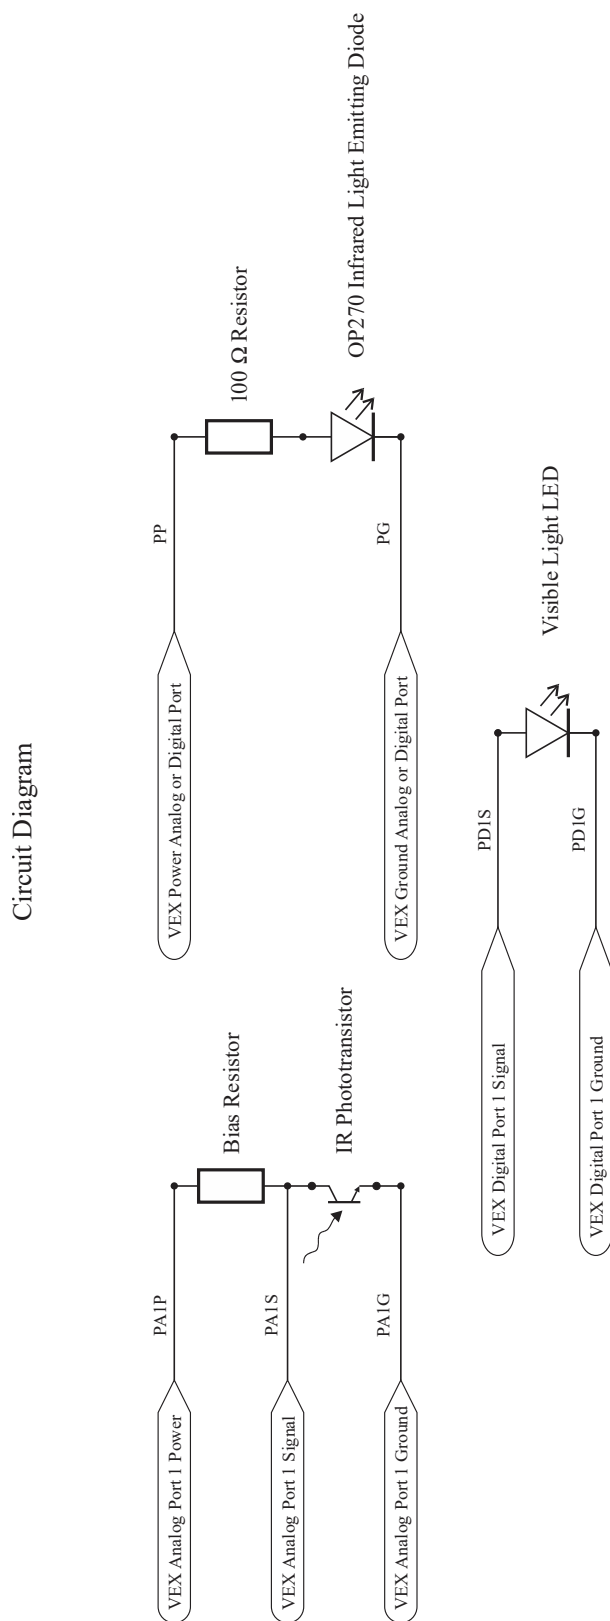 Circuit Diagram
VEX Analog Port 1 Power
PA1P
Bias Resistor
VEX Analog Port 1 Signal
PA1S
IR Phototransistor
VEX Analog Port 1 Ground
PA1G
VEX Power Analog or Digital Port
PP
100 Ω Resistor
OP270 Infrared Light Emitting Diode
VEX Ground Analog or Digital Port
PG
VEX Digital Port 1 Signal
PD1S
Visible Light LED
VEX Digital Port 1 Ground
PD1G